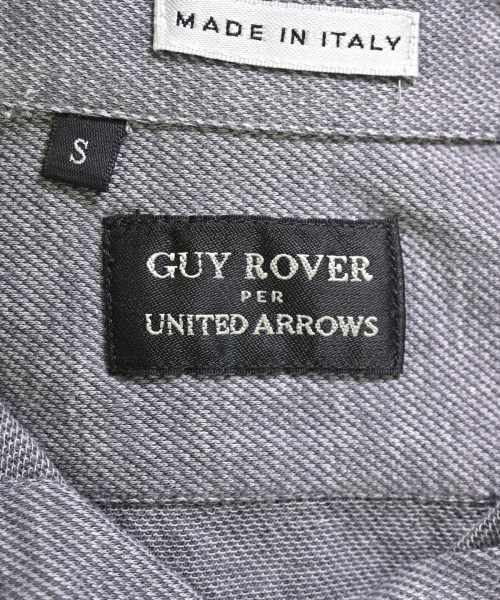 MADE IN ITALY
S
GUY ROVER
PER
UNITED ARROWS